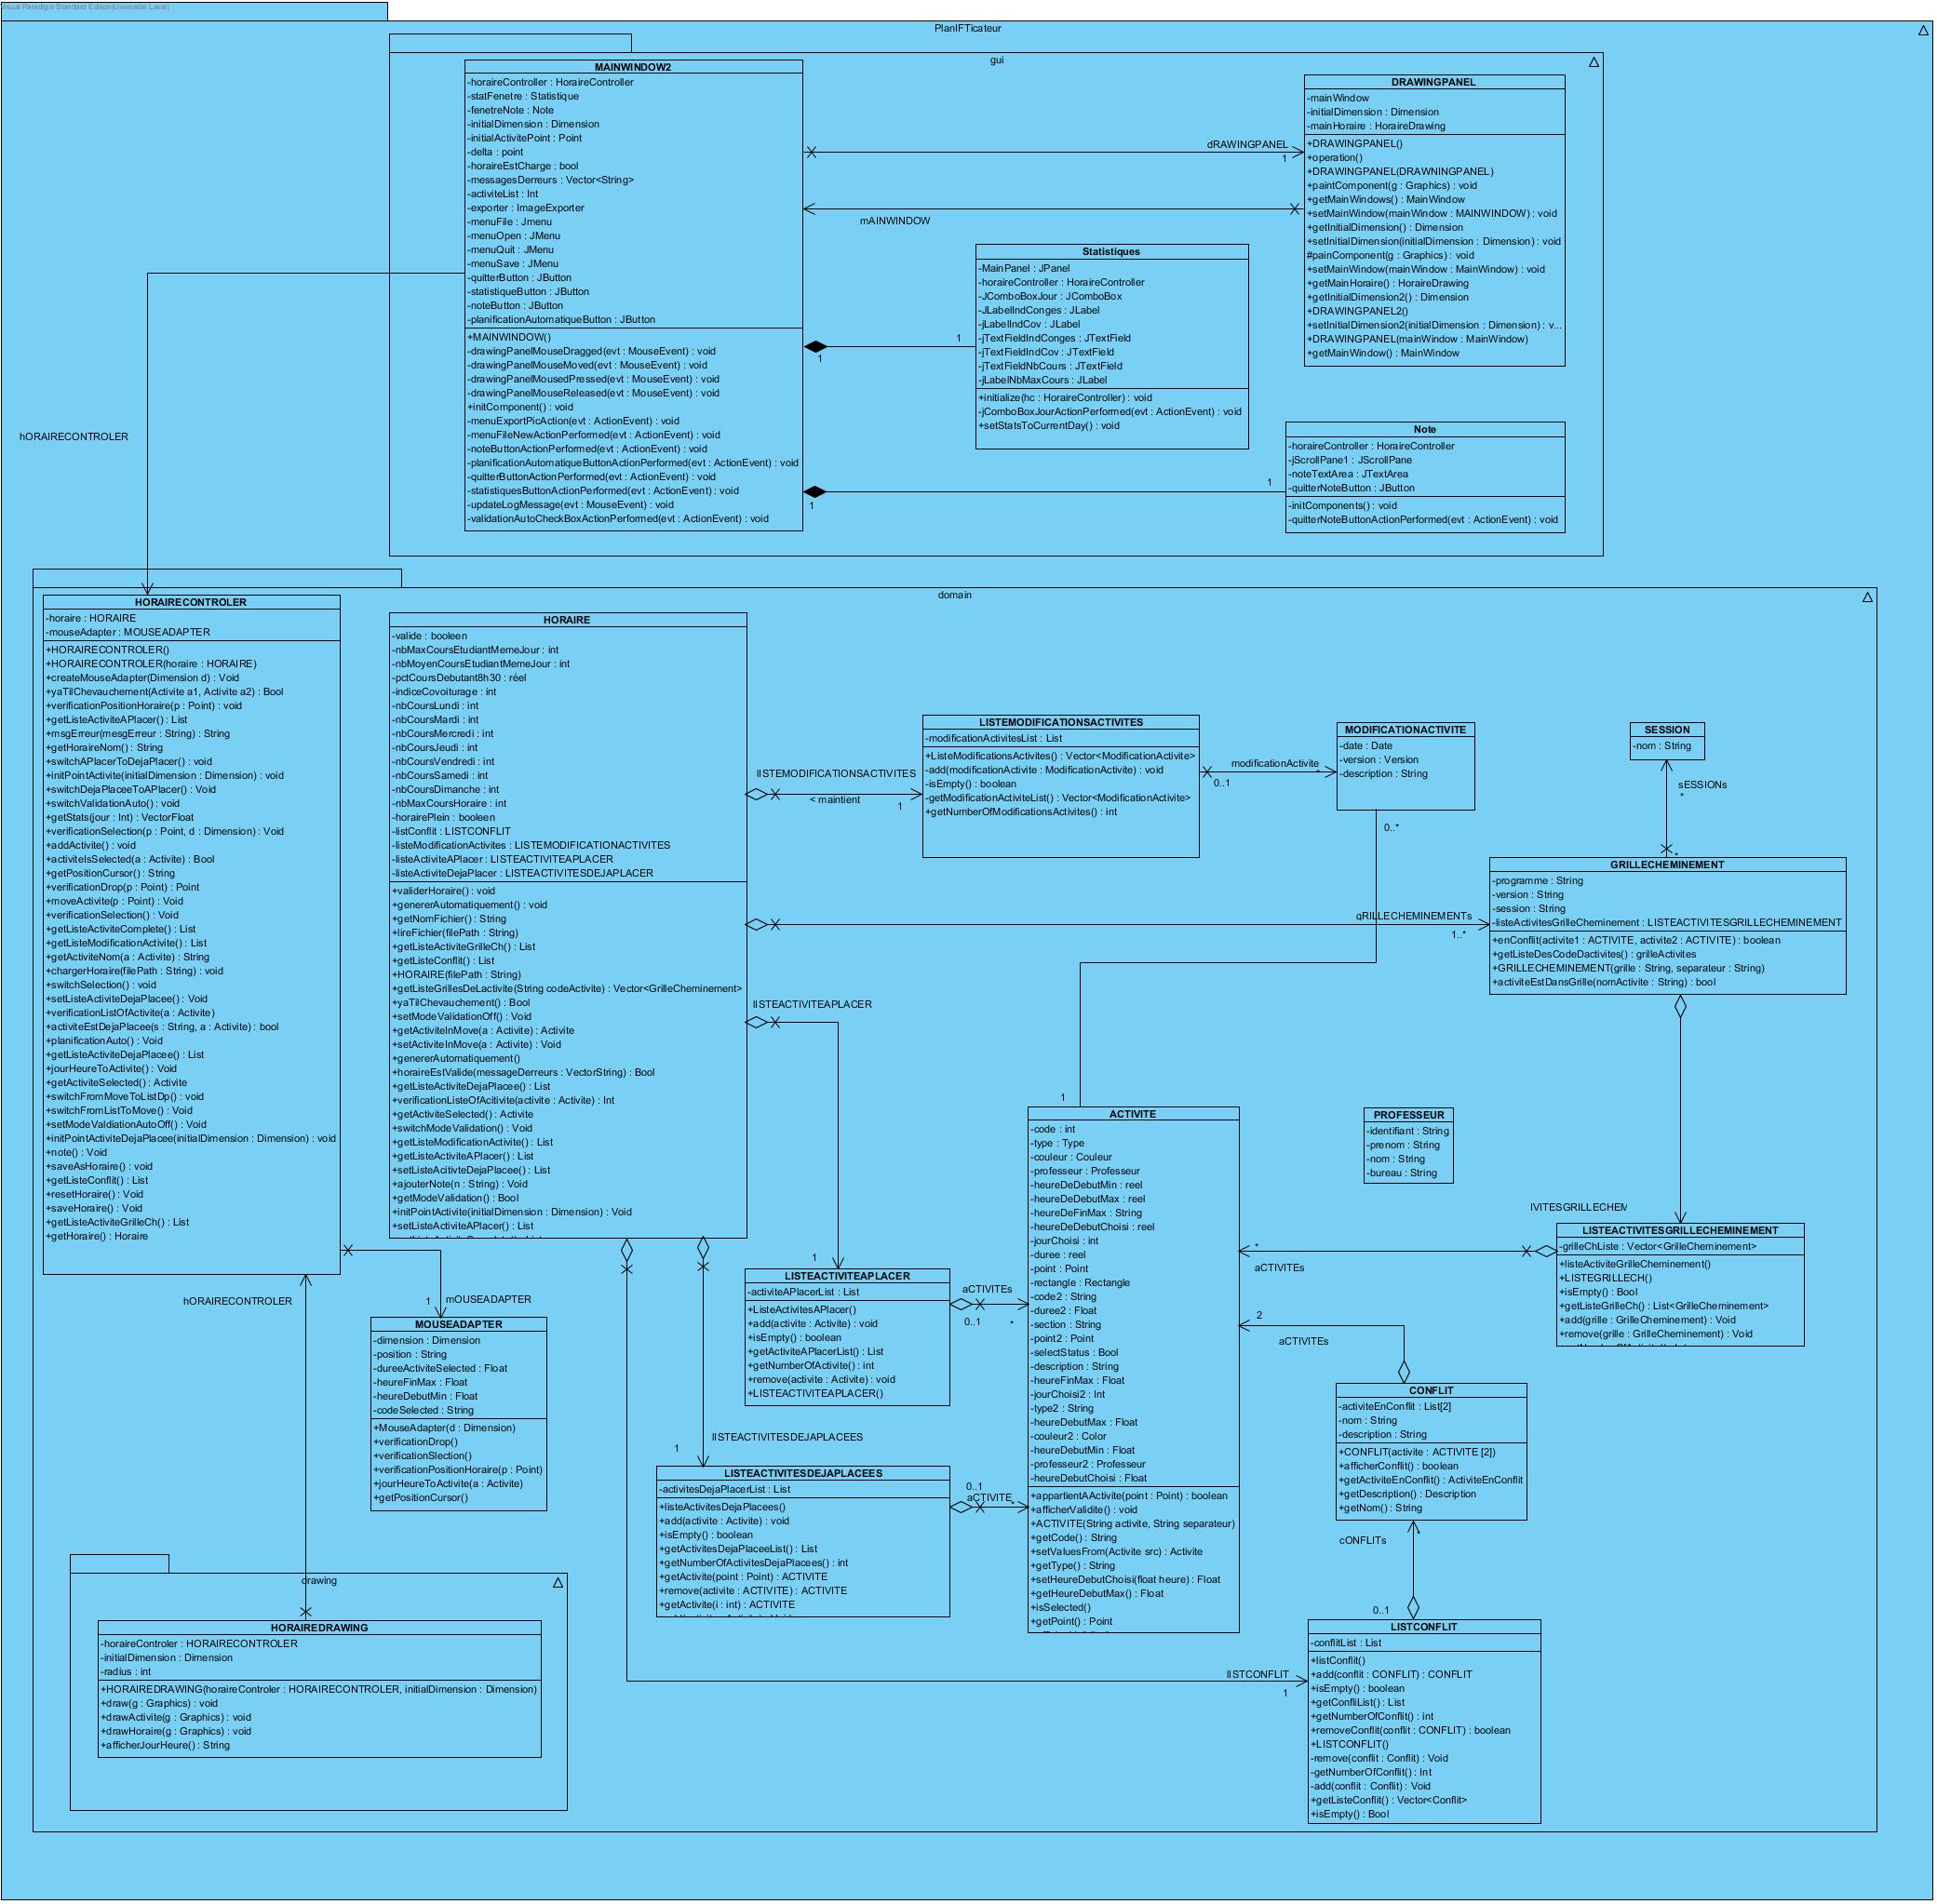 Visual Paradigm Standard Edition(Universite Laval)
PlanIFTicateur
gui
MAINWINDOW2
-horaireController : HoraireController
-statFenetre : Statistique
-fenetreNote : Note
-initialDimension : Dimension
-initialActivitePoint : Point
-delta : point
-horaireEstCharge : bool
-messagesDerreurs : Vector<String>
-activiteList : Int
-exporter : ImageExporter
-menuFile : Jmenu
-menuOpen : JMenu
-menuQuit : JMenu
-menuSave : JMenu
-quitterButton : JButton
-statistiqueButton : JButton
-noteButton : JButton
-planificationAutomatiqueButton : JButton
+MAINWINDOW()
-drawingPanelMouseDragged(evt : MouseEvent) : void
-drawingPanelMouseMoved(evt : MouseEvent) : void
-drawingPanelMousedPressed(evt : MouseEvent) : void
-drawingPanelMouseReleased(evt : MouseEvent) : void
+initComponent() : void
-menuExportPicAction(evt : ActionEvent) : void
-menuFileNewActionPerformed(evt : ActionEvent) : void
-noteButtonActionPerformed(evt : ActionEvent) : void
-planificationAutomatiqueButtonActionPerformed(evt : ActionEvent) : void
-quitterButtonActionPerformed(evt : ActionEvent) : void
-statistiquesButtonActionPerformed(evt : ActionEvent) : void
-updateLogMessage(evt : MouseEvent) : void
-validationAutoCheckBoxActionPerformed(evt : ActionEvent) : void
dRAWINGPANEL
1
mAINWINDOW
DRAWINGPANEL
-mainWindow
-initialDimension : Dimension
-mainHoraire : HoraireDrawing
+DRAWINGPANEL()
+operation()
+DRAWINGPANEL(DRAWNINGPANEL)
+paintComponent(g : Graphics) : void
+getMainWindows() : MainWindow
+setMainWindow(mainWindow : MAINWINDOW) : void
+getInitialDimension() : Dimension
+setInitialDimension(initialDimension : Dimension) : void
#painComponent(g : Graphics) : void
+setMainWindow(mainWindow : MainWindow) : void
+getMainHoraire() : HoraireDrawing
+getInitialDimension2() : Dimension
+DRAWINGPANEL2()
+setInitialDimension2(initialDimension : Dimension) : v...
+DRAWINGPANEL(mainWindow : MainWindow)
+getMainWindow() : MainWindow
Statistiques
-MainPanel : JPanel
-horaireController : HoraireController
-JComboBoxJour : JComboBox
-JLabelIndConges : JLabel
-jLabelIndCov : JLabel
-jTextFieldIndConges : JTextField
-jTextFieldIndCov : JTextField
-jTextFieldNbCours : JTextField
-jLabelNbMaxCours : JLabel
+initialize(hc : HoraireController) : void
-jComboBoxJourActionPerformed(evt : ActionEvent) : void
+setStatsToCurrentDay() : void
1
1
Note
-horaireController : HoraireController
-jScrollPane1 : JScrollPane
-noteTextArea : JTextArea
-quitterNoteButton : JButton
-initComponents() : void
-quitterNoteButtonActionPerformed(evt : ActionEvent) : void
1
1
hORAIRECONTROLER
domain
HORAIRECONTROLER
-horaire : HORAIRE
-mouseAdapter : MOUSEADAPTER
+HORAIRECONTROLER()
+HORAIRECONTROLER(horaire : HORAIRE)
+createMouseAdapter(Dimension d) : Void
+yaTilChevauchement(Activite a1, Activite a2) : Bool
+verificationPositionHoraire(p : Point) : void
+getListeActiviteAPlacer() : List
+msgErreur(mesgErreur : String) : String
+getHoraireNom() : String
+switchAPlacerToDejaPlacer() : void
+initPointActivite(initialDimension : Dimension) : void
+switchDejaPlaceeToAPlacer() : Void
+switchValidationAuto() : void
+getStats(jour : Int) : VectorFloat
+verificationSelection(p : Point, d : Dimension) : Void
+addActivite() : void
+activiteIsSelected(a : Activite) : Bool
+getPositionCursor() : String
+verificationDrop(p : Point) : Point
+moveActivite(p : Point) : Void
+verificationSelection() : Void
+getListeActiviteComplete() : List
+getListeModificationActivite() : List
+getActiviteNom(a : Activite) : String
+chargerHoraire(filePath : String) : void
+switchSelection() : void
+setListeActiviteDejaPlacee() : Void
+verificationListOfActivite(a : Activite)
+activiteEstDejaPlacee(s : String, a : Activite) : bool
+planificationAuto() : Void
+getListeActiviteDejaPlacee() : List
+jourHeureToActivite() : Void
+getActiviteSelected() : Activite
+switchFromMoveToListDp() : void
+switchFromListToMove() : Void
+setModeValdiationAutoOff() : Void
+initPointActiviteDejaPlacee(initialDimension : Dimension) : void
+note() : Void
+saveAsHoraire() : void
+getListeConflit() : List
+resetHoraire() : Void
+saveHoraire() : Void
+getListeActiviteGrilleCh() : List
+getHoraire() : Horaire
HORAIRE
-valide : booleen
-nbMaxCoursEtudiantMemeJour : int
-nbMoyenCoursEtudiantMemeJour : int
-pctCoursDebutant8h30 : réel
-indiceCovoiturage : int
-nbCoursLundi : int
-nbCoursMardi : int
-nbCoursMercredi : int
-nbCoursJeudi : int
-nbCoursVendredi : int
-nbCoursSamedi : int
-nbCoursDimanche : int
-nbMaxCoursHoraire : int
-horairePlein : booleen
-listConflit : LISTCONFLIT
-listeModificationActivites : LISTEMODIFICATIONACTIVITES
-listeActiviteAPlacer : LISTEACTIVITEAPLACER
-listeActiviteDejaPlacer : LISTEACTIVITESDEJAPLACER
+validerHoraire() : void
+genererAutomatiquement() : void
+getNomFichier() : String
+lireFichier(filePath : String)
+getListeActiviteGrilleCh() : List
+getListeConflit() : List
+HORAIRE(filePath : String)
+getListeGrillesDeLactivite(String codeActivite) : Vector<GrilleCheminement>
+yaTilChevauchement() : Bool
+setModeValidationOff() : Void
+getActiviteInMove(a : Activite) : Activite
+setActiviteInMove(a : Activite) : Void
+genererAutomatiquement()
+horaireEstValide(messageDerreurs : VectorString) : Bool
+getListeActiviteDejaPlacee() : List
+verificationListeOfAcitivite(activite : Activite) : Int
+getActiviteSelected() : Activite
+switchModeValidation() : Void
+getListeModificationActivite() : List
+getListeActiviteAPlacer() : List
+setListeAcitivteDejaPlacee() : List
+ajouterNote(n : String) : Void
+getModeValidation() : Bool
+initPointActivite(initialDimension : Dimension) : Void
+setListeActiviteAPlacer() : List
lISTEMODIFICATIONSACTIVITES
< maintient
1
LISTEMODIFICATIONSACTIVITES
-modificationActivitesList : List
+ListeModificationsActivites() : Vector<ModificationActivite>
-add(modificationActivite : ModificationActivite) : void
-isEmpty() : boolean
-getModificationActiviteList() : Vector<ModificationActivite>
+getNumberOfModificationsActivites() : int
modificationActivite
0..1
*
MODIFICATIONACTIVITE
-date : Date
-version : Version
-description : String
0..*
SESSION
-nom : String
sESSIONs
*
*
GRILLECHEMINEMENT
-programme : String
-version : String
-session : String
-listeActivitesGrilleCheminement : LISTEACTIVITESGRILLECHEMINEMENT
+enConflit(activite1 : ACTIVITE, activite2 : ACTIVITE) : boolean
+getListeDesCodeDactivites() : grilleActivites
+GRILLECHEMINEMENT(grille : String, separateur : String)
+activiteEstDansGrille(nomActivite : String) : bool
gRILLECHEMINEMENTs
1..*
lISTEACTIVITEAPLACER
1
1
ACTIVITE
-code : int
-type : Type
-couleur : Couleur
-professeur : Professeur
-heureDeDebutMin : reel
-heureDeDebutMax : reel
-heureDeFinMax : String
-heureDeDebutChoisi : reel
-jourChoisi : int
-duree : reel
-point : Point
-rectangle : Rectangle
-code2 : String
-duree2 : Float
-section : String
-point2 : Point
-selectStatus : Bool
-description : String
-heureFinMax : Float
-jourChoisi2 : Int
-type2 : String
-heureDebutMax : Float
-couleur2 : Color
-heureDebutMin : Float
-professeur2 : Professeur
-heureDebutChoisi : Float
+appartientAActivite(point : Point) : boolean
+afficherValidite() : void
+ACTIVITE(String activite, String separateur)
+getCode() : String
+setValuesFrom(Activite src) : Activite
+getType() : String
+setHeureDebutChoisi(float heure) : Float
+getHeureDebutMax() : Float
+isSelected()
+getPoint() : Point
PROFESSEUR
-identifiant : String
-prenom : String
-nom : String
-bureau : String
IVITESGRILLECHEM
LISTEACTIVITESGRILLECHEMINEMENT
-grilleChListe : Vector<GrilleCheminement>
+listeActiviteGrilleCheminement()
+LISTEGRILLECH()
+isEmpty() : Bool
+getListeGrilleCh() : List<GrilleCheminement>
+add(grille : GrilleCheminement) : Void
+remove(grille : GrilleCheminement) : Void
*
aCTIVITEs
2
aCTIVITEs
LISTEACTIVITEAPLACER
-activiteAPlacerList : List
+ListeActivitesAPlacer()
+add(activite : Activite) : void
+isEmpty() : boolean
+getActiviteAPlacerList() : List
+getNumberOfActivite() : int
+remove(activite : Activite) : void
+LISTEACTIVITEAPLACER()
aCTIVITEs
0..1
*
hORAIRECONTROLER
1
mOUSEADAPTER
MOUSEADAPTER
-dimension : Dimension
-position : String
-dureeActiviteSelected : Float
-heureFinMax : Float
-heureDebutMin : Float
-codeSelected : String
+MouseAdapter(d : Dimension)
+verificationDrop()
+verificationSlection()
+verificationPositionHoraire(p : Point)
+jourHeureToActivite(a : Activite)
+getPositionCursor()
lISTEACTIVITESDEJAPLACEES
1
LISTEACTIVITESDEJAPLACEES
-activitesDejaPlacerList : List
+listeActivitesDejaPlacees()
+add(activite : Activite) : void
+isEmpty() : boolean
+getActivitesDejaPlaceeList() : List
+getNumberOfActivitesDejaPlacees() : int
+getActivite(point : Point) : ACTIVITE
+remove(activite : ACTIVITE) : ACTIVITE
+getActivite(i : int) : ACTIVITE
0..1
aCTIVITE
*
CONFLIT
-activiteEnConflit : List[2]
-nom : String
-description : String
+CONFLIT(activite : ACTIVITE [2])
+afficherConflit() : boolean
+getActiviteEnConflit() : ActiviteEnConflit
+getDescription() : Description
+getNom() : String
cONFLITs
*
0..1
lISTCONFLIT
1
LISTCONFLIT
-conflitList : List
+listConflit()
+add(conflit : CONFLIT) : CONFLIT
+isEmpty() : boolean
+getConfliList() : List
+getNumberOfConflit() : int
+removeConflit(conflit : CONFLIT) : boolean
+LISTCONFLIT()
-remove(conflit : Conflit) : Void
-getNumberOfConflit() : Int
-add(conflit : Conflit) : Void
+getListeConflit() : Vector<Conflit>
+isEmpty() : Bool
drawing
HORAIREDRAWING
-horaireControler : HORAIRECONTROLER
-initialDimension : Dimension
-radius : int
+HORAIREDRAWING(horaireControler : HORAIRECONTROLER, initialDimension : Dimension)
+draw(g : Graphics) : void
+drawActivite(g : Graphics) : void
+drawHoraire(g : Graphics) : void
+afficherJourHeure() : String